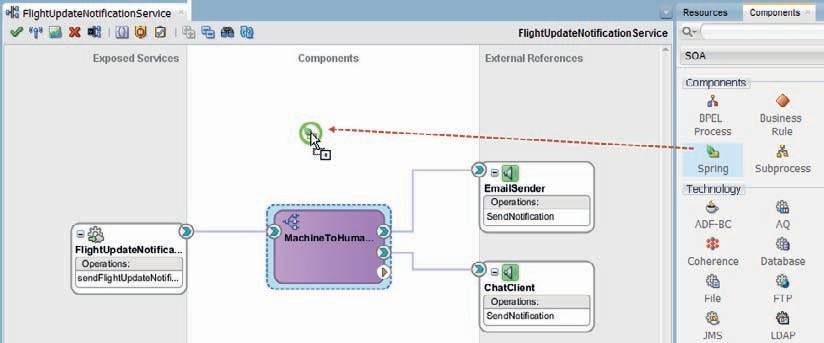 FlightUpdateNotificationService
Resources
Components
FlightUpdateNotificationService
SOA
Exposed Services
Components
External References
Components
BPEL
Process
Business
Rule
Spring
Subprocess
Technology
ADF-BC
AQ
Coherence
Database
File
FTP
JMS
LDAP
FlightUpdateNotifica...
Operations:
sendFlightUpdateNotifi...
MachineToHuma...
EmailSender
Operations:
SendNotification
ChatClient
Operations:
SendNotification